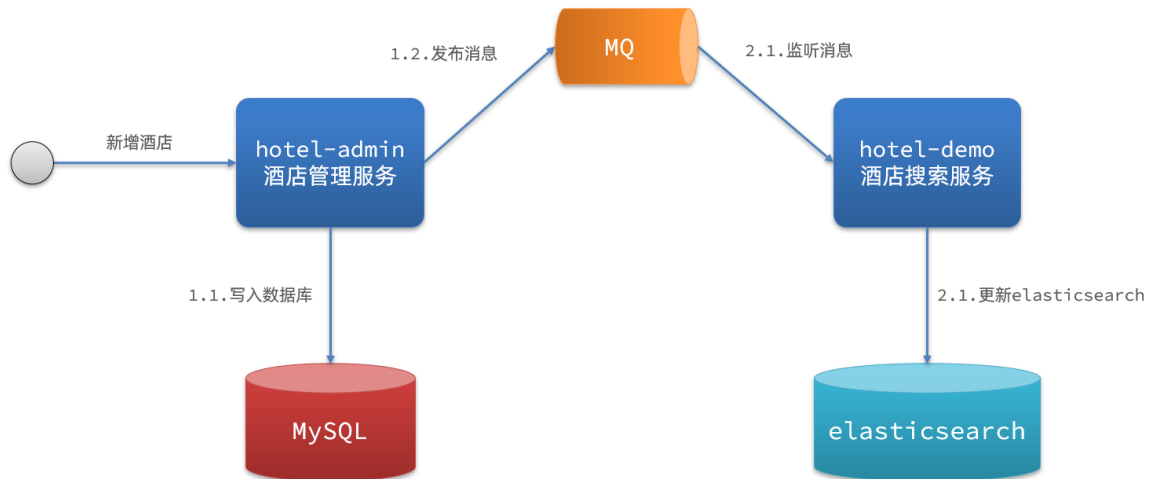 MQ
1.2.发布消息
2.1.监听消息
新增酒店
hotel-admin
酒店管理服务
hotel-demo
酒店搜索服务
1.1.写入数据库
2.1.更新elasticsearch
MySQL
elasticsearch